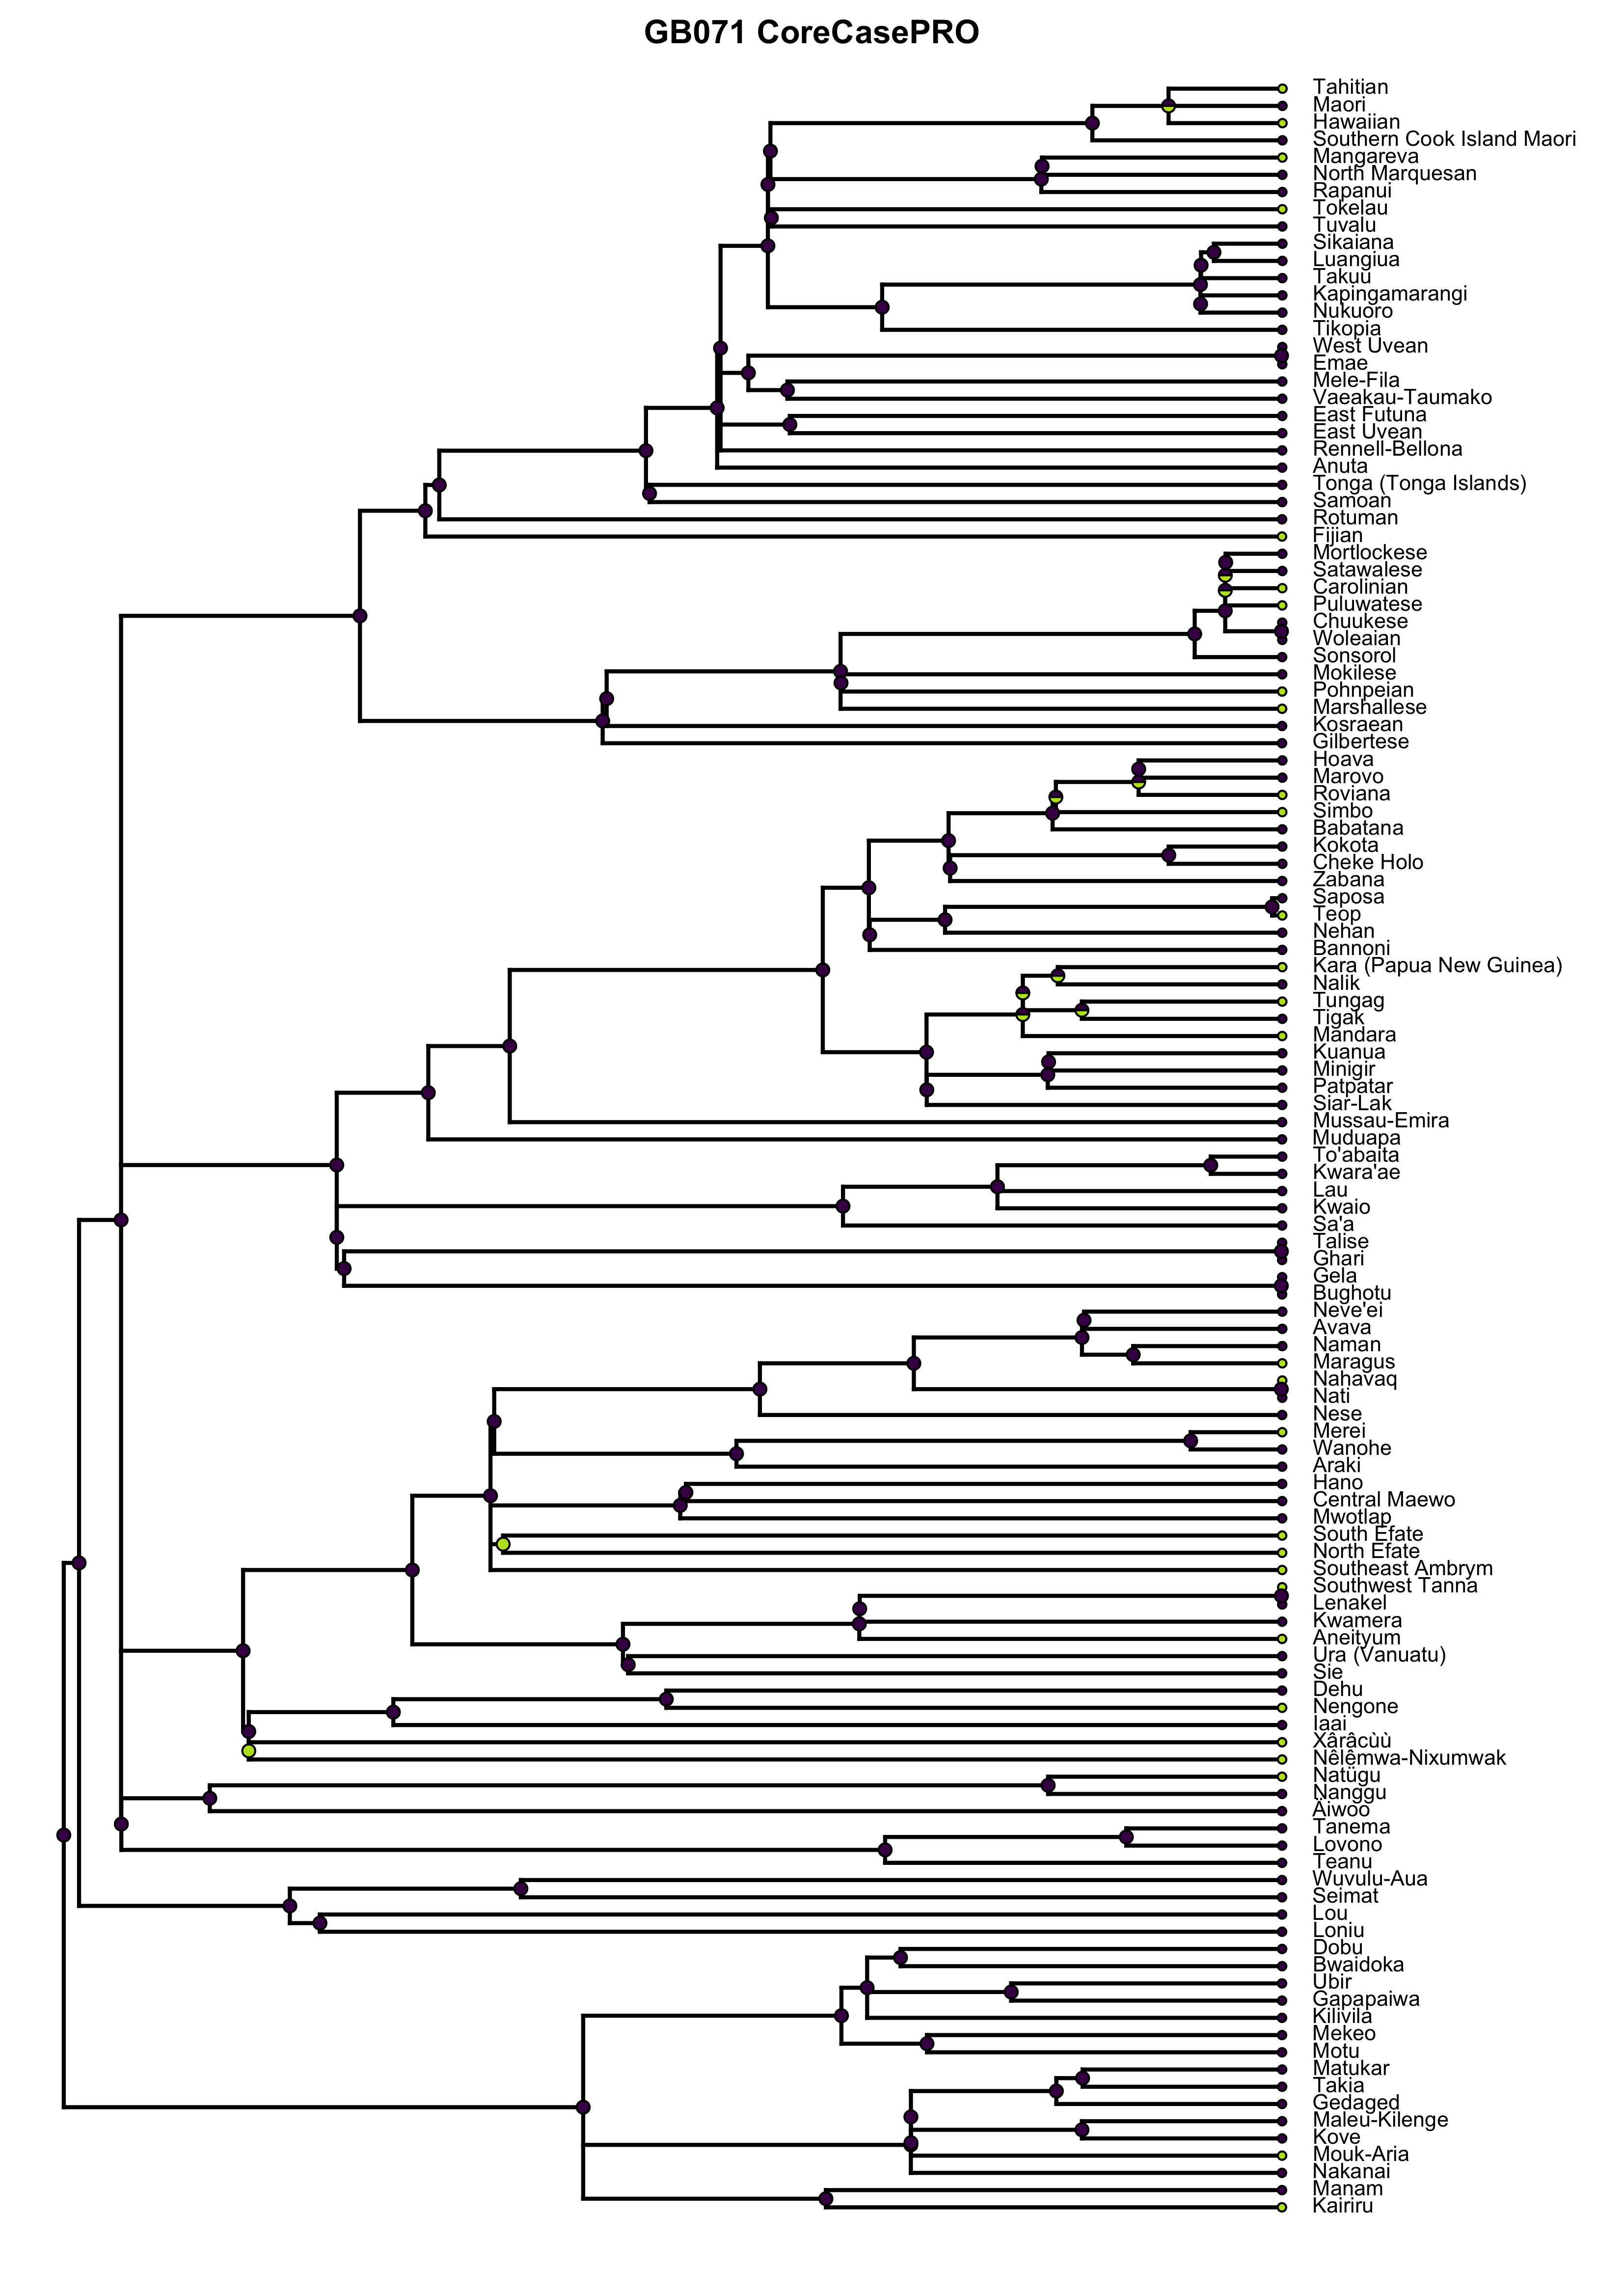 GB071 CoreCasePRO
Tahitian
Maori
Hawaiian
Southern Cook Island Maori
Mangareva
North Marquesan
Rapanui
Tokelau
Tuvalu
Sikaiana
Luangiua
Takuu
Kapingamarangi
Nukuoro
Tikopia
West Uvean
Emae
Mele-Fila
Vaeakau-Taumako
East Futuna
East Uvean
Rennell-Bellona
Anuta
Tonga (Tonga Islands)
Samoan
Rotuman
Fijian
Mortlockese
Satawalese
Carolinian
Puluwatese
Chuukese
Woleaian
Sonsorol
Mokilese
Pohnpeian
Marshallese
Kosraean
Gilbertese
Hoava
Marovo
Roviana
Simbo
Babatana
Kokota
Cheke Holo
Zabana
Saposa
Teop
Nehan
Bannoni
Kara (Papua New Guinea)
Nalik
Tungag
Tigak
Mandara
Kuanua
Minigir
Patpatar
Siar-Lak
Mussau-Emira
Muduapa
To'abaita
Kwara'ae
Lau
Kwaio
Sa'a
Talise
Ghari
Gela
Bughotu
Neve'ei
Avava
Naman
Maragus
Nahavaq
Nati
Nese
Merei
Wanohe
Araki
Hano
Central Maewo
Mwotlap
South Efate
North Efate
Southeast Ambrym
Southwest Tanna
Lenakel
Kwamera
Aneityum
Ura (Vanuatu)
Sie
Dehu
Nengone
Iaai
Xârâcùù
Nêlêmwa-Nixumwak
Natügu
Nanggu
Äiwoo
Tanema
Lovono
Teanu
Wuvulu-Aua
Seimat
Lou
Loniu
Dobu
Bwaidoka
Ubir
Gapapaiwa
Kilivila
Mekeo
Motu
Matukar
Takia
Gedaged
Maleu-Kilenge
Kove
Mouk-Aria
Nakanai
Manam
Kairiru